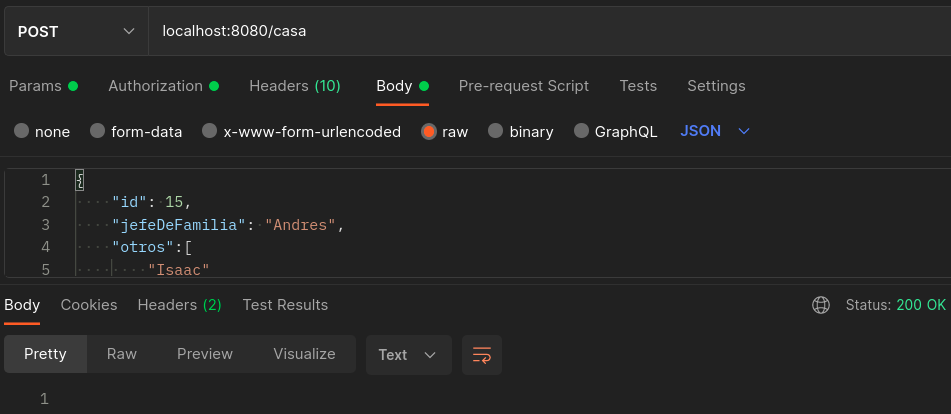 POST localhost:8080/casa
Params Authorization Headers (10) Body Pre-request Script Tests Settings
none form-data x-www-form-urlencoded raw binary GraphQL JSON
1 {
2 "id": 15,
3 "jefeDeFamilia": "Andres",
4 "otros":[
5 "Isaac"
Body Cookies Headers (2) Test Results Status: 200 OK
Pretty Raw Preview Visualize Text
1